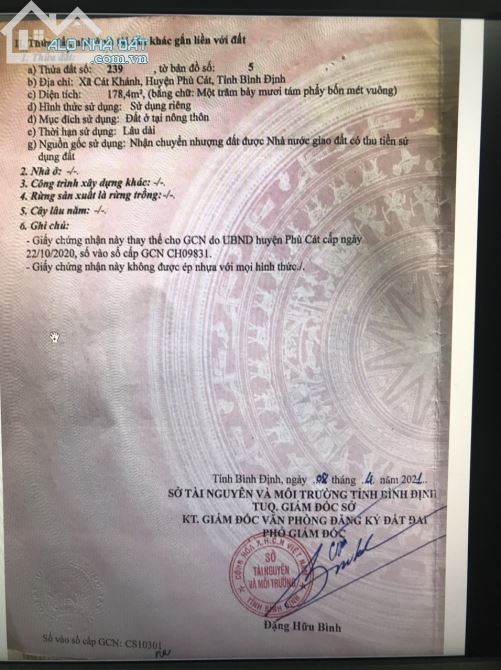 ALO NHÀ ĐẤT
.COM.VN
I. Thửa đất, khác gắn liền với đất
1. Thửa đất:
a) Thửa đất số: 239 , tờ bản đồ số: 5
b) Địa chỉ: Xã Cát Khánh, Huyện Phù Cát, Tỉnh Bình Định
c) Diện tích: 178,4m², (bằng chữ: Một trăm bảy mươi tám phẩy bốn mét vuông)
d) Hình thức sử dụng: Sử dụng riêng
đ) Mục đích sử dụng: Đất ở tại nông thôn
e) Thời hạn sử dụng: Lâu dài
g) Nguồn gốc sử dụng: Nhận chuyển nhượng đất được Nhà nước giao đất có thu tiền sử
dụng đất
2. Nhà ở: -/-.
3. Công trình xây dựng khác: -/-.
4. Rừng sản xuất là rừng trồng: -/-.
5. Cây lâu năm: -/-.
6. Ghi chú:
- Giấy chứng nhận này thay thế cho GCN do UBND huyện Phù Cát cấp ngày
22/10/2020, số vào sổ cấp GCN CH09831.
- Giấy chứng nhận này không được ép nhựa với mọi hình thức./.
Tỉnh Bình Định, ngày 08 tháng 4 năm 2021
SỞ TÀI NGUYÊN VÀ MÔI TRƯỜNG TỈNH BÌNH ĐỊNH
TUQ. GIÁM ĐỐC SỞ
KT. GIÁM ĐỐC VĂN PHÒNG ĐĂNG KÝ ĐẤT ĐAI
PHÓ GIÁM ĐỐC
CỘNG HÒA X.H.C.N VIỆT NAM
SỞ
TÀI NGUYÊN
VÀ MÔI TRƯỜNG
TỈNH BÌNH ĐỊNH
Đặng Hữu Bình
Số vào sổ cấp GCN: CS10301